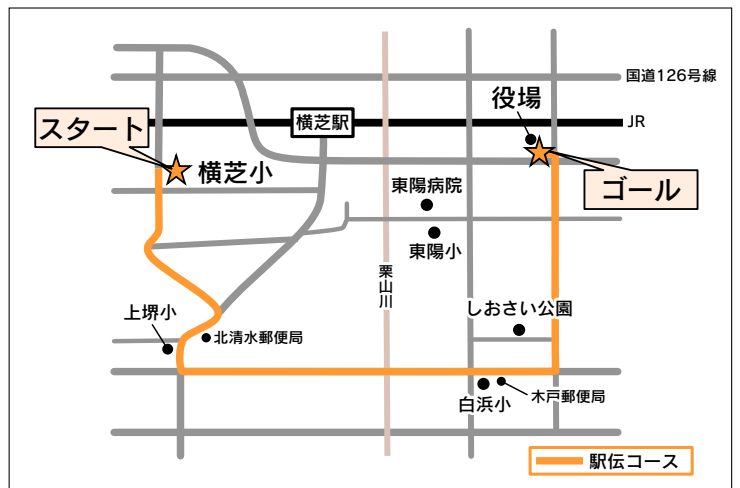 国道126号線
役場
横芝駅
JR
スタート
横芝小
ゴール
東陽病院
東陽小
栗山川
上堺小
北清水郵便局
しおさい公園
白浜小
木戸郵便局
駅伝コース